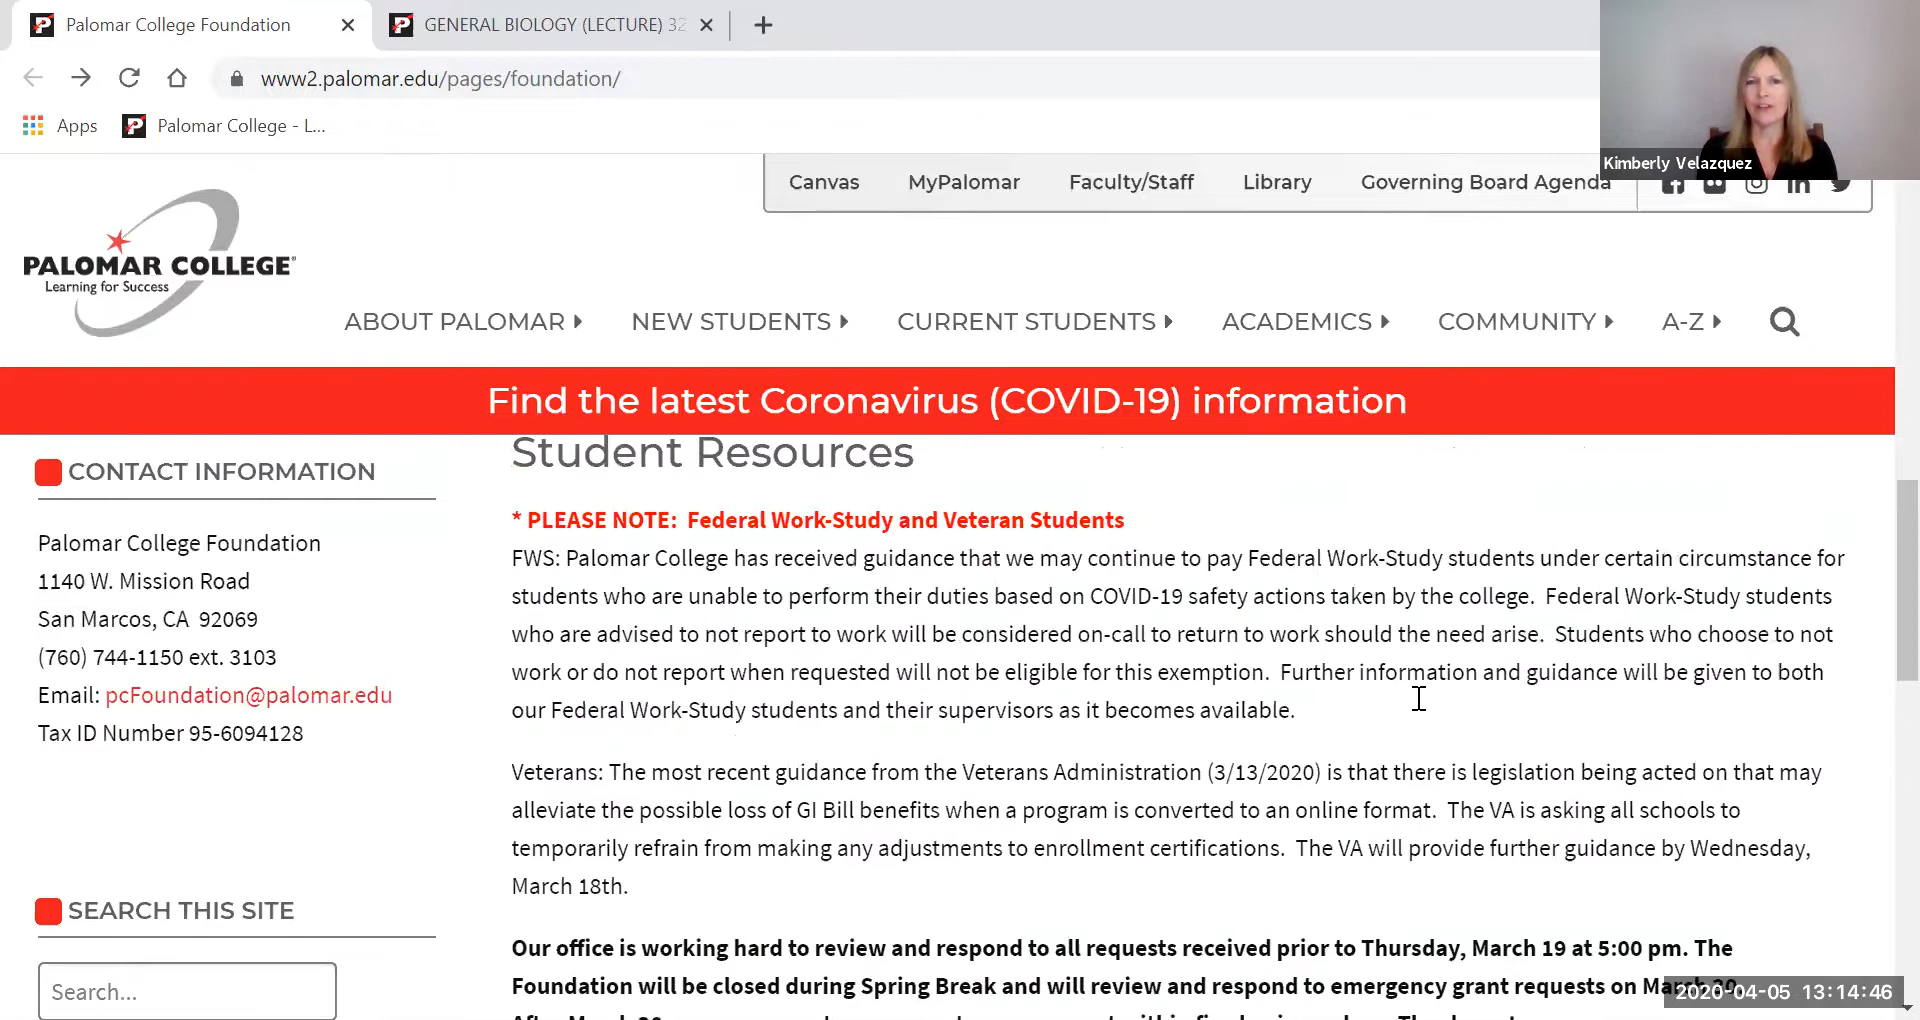 Palomar College Foundation
GENERAL BIOLOGY (LECTURE) 32
www2.palomar.edu/pages/foundation/
Apps
Palomar College - L...
Kimberly Velazquez
Canvas MyPalomar Faculty/Staff Library Governing Board Agenda
PALOMAR COLLEGE®
Learning for Success
ABOUT PALOMAR NEW STUDENTS CURRENT STUDENTS ACADEMICS COMMUNITY A-Z
Find the latest Coronavirus (COVID-19) information
CONTACT INFORMATION
Palomar College Foundation
1140 W. Mission Road
San Marcos, CA 92069
(760) 744-1150 ext. 3103
Email: pcFoundation@palomar.edu
Tax ID Number 95-6094128
SEARCH THIS SITE
Search...
Student Resources
* PLEASE NOTE: Federal Work-Study and Veteran Students
FWS: Palomar College has received guidance that we may continue to pay Federal Work-Study students under certain circumstance for
students who are unable to perform their duties based on COVID-19 safety actions taken by the college. Federal Work-Study students
who are advised to not report to work will be considered on-call to return to work should the need arise. Students who choose to not
work or do not report when requested will not be eligible for this exemption. Further information and guidance will be given to both
our Federal Work-Study students and their supervisors as it becomes available.
Veterans: The most recent guidance from the Veterans Administration (3/13/2020) is that there is legislation being acted on that may
alleviate the possible loss of GI Bill benefits when a program is converted to an online format. The VA is asking all schools to
temporarily refrain from making any adjustments to enrollment certifications. The VA will provide further guidance by Wednesday,
March 18th.
Our office is working hard to review and respond to all requests received prior to Thursday, March 19 at 5:00 pm. The
Foundation will be closed during Spring Break and will review and respond to emergency grant requests on March 30.
2020-04-05 13:14:46